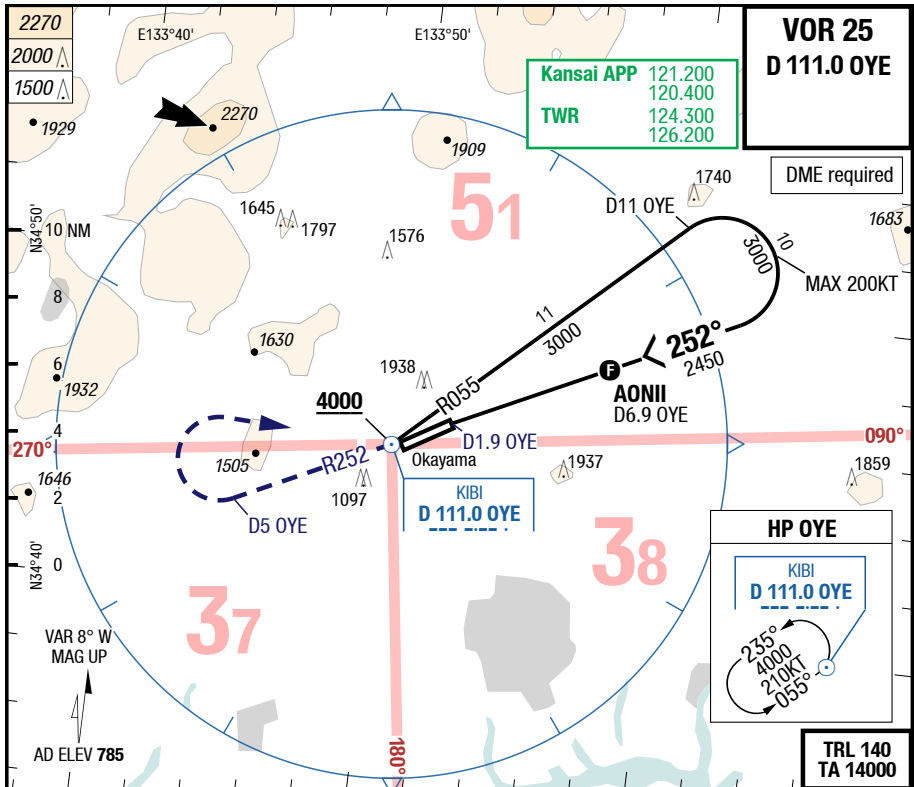 2270
2000
1500
E133°40'
E133°50'
VOR 25
D 111.0 OYE
Kansai APP 121.200
120.400
TWR 124.300
126.200
DME required
1929
2270
1909
51
1740
D11 OYE
1683
1645
1797
1576
N34°50'
10 NM
10
3000
MAX 200KT
8
11
3000
252°
2450
1630
6
1932
1938
R055
F
AONII
D6.9 OYE
4000
4
D1.9 OYE
270°
090°
Okayama
1505
R252
1937
1859
1646
2
1097
D5 OYE
KIBI
D 111.0 OYE
HP OYE
KIBI
D 111.0 OYE
235°
4000
210KT
055°
N34°40'
0
38
37
VAR 8° W
MAG UP
AD ELEV 785
180°
TRL 140
TA 14000